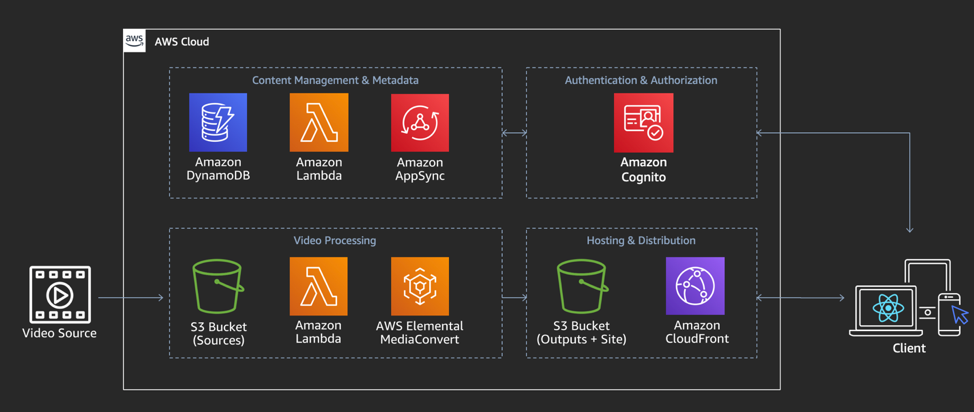 aws
AWS Cloud
Content Management & Metadata
Amazon
DynamoDB
Amazon
Lambda
Amazon
AppSync
Authentication & Authorization
Amazon
Cognito
Video Processing
S3 Bucket
(Sources)
Amazon
Lambda
AWS Elemental
MediaConvert
Hosting & Distribution
S3 Bucket
(Outputs + Site)
Amazon
CloudFront
Video Source
Client